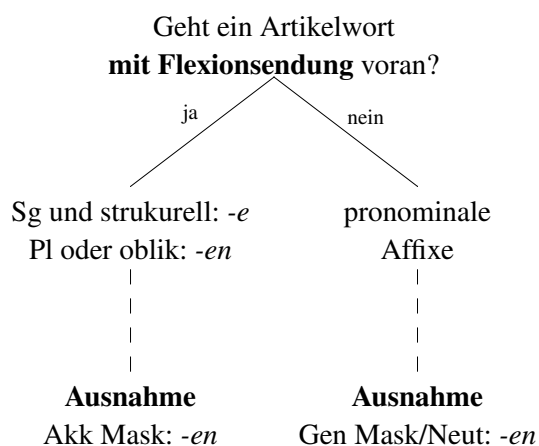 Geht ein Artikelwort
mit Flexionsendung voran?
ja
nein
Sg und strukurell: -e
Pl oder oblik: -en
pronominale
Affixe
Ausnahme
Akk Mask: -en
Ausnahme
Gen Mask/Neut: -en